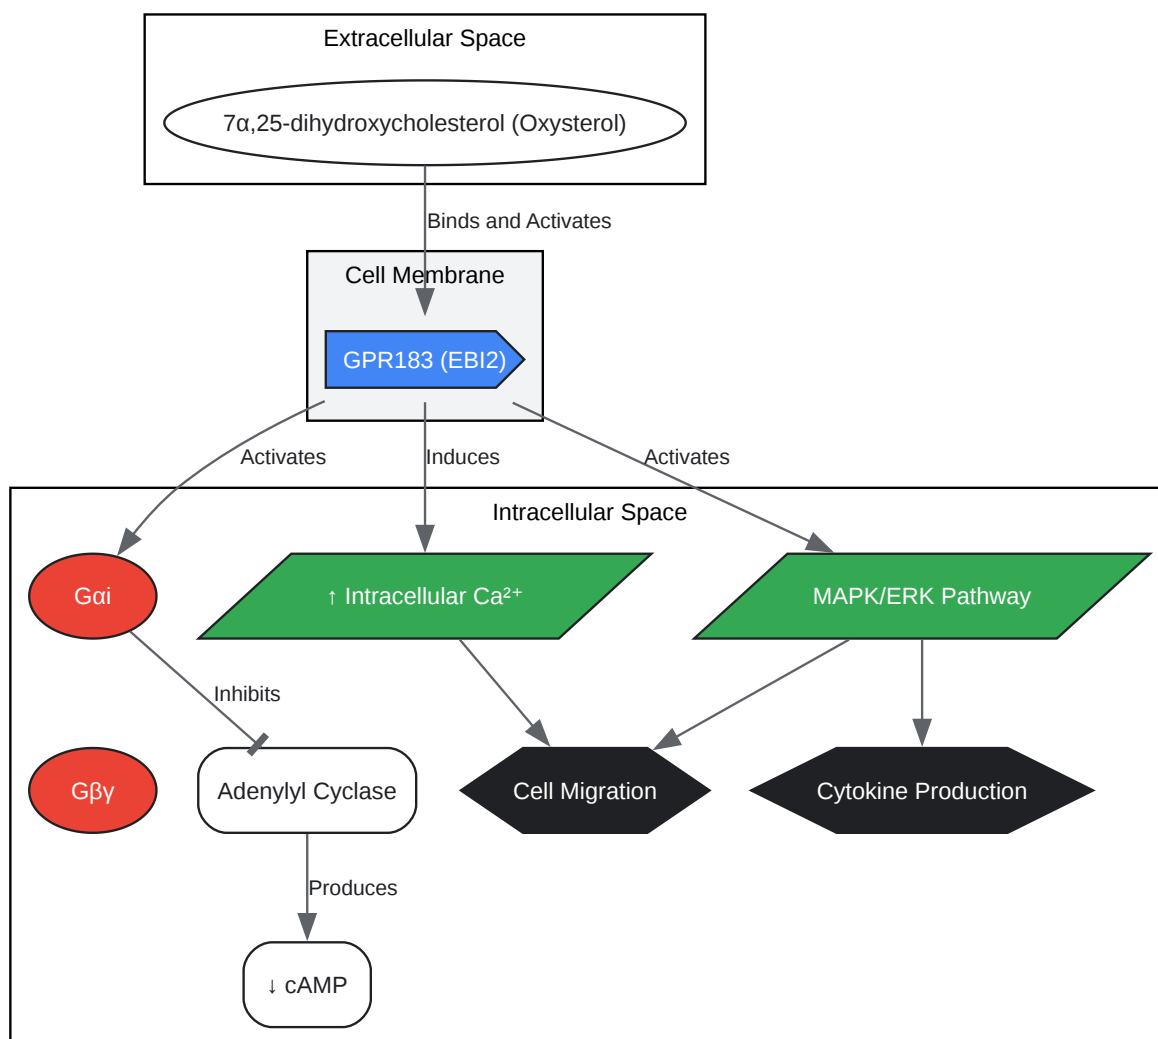 Extracellular Space
7α,25-dihydroxycholesterol (Oxysterol)
Binds and Activates
Cell Membrane
GPR183 (EBI2)
Activates
Induces
Activates
Intracellular Space
Gαi
↑ Intracellular Ca²⁺
MAPK/ERK Pathway
Inhibits
Gβγ
Adenylyl Cyclase
Cell Migration
Cytokine Production
Produces
↓ cAMP